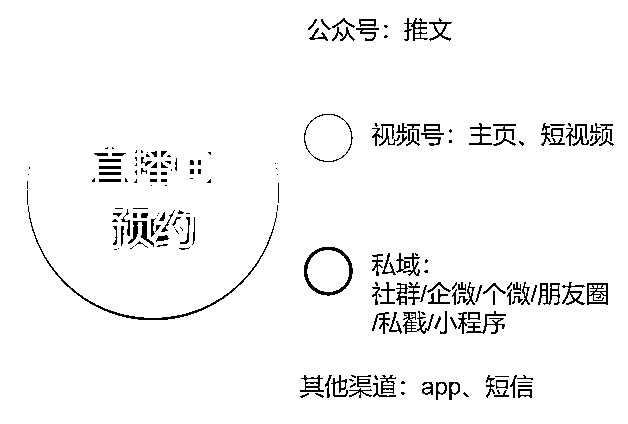 公众号：推文
视频号：主页、短视频
直播间
预约
私域：
社群/企微/个微/朋友圈
/私戳/小程序
其他渠道：app、短信